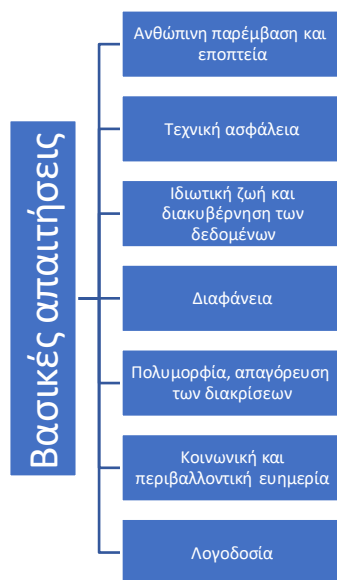 Βασικές απαιτήσεις
Ανθώπινη παρέμβαση και
εποπτεία
Τεχνική ασφάλεια
Ιδιωτική ζωή και
διακυβέρνηση των
δεδομένων
Διαφάνεια
Πολυμορφία, απαγόρευση
των διακρίσεων
Κοινωνική και
περιβαλλοντική ευημερία
Λογοδοσία